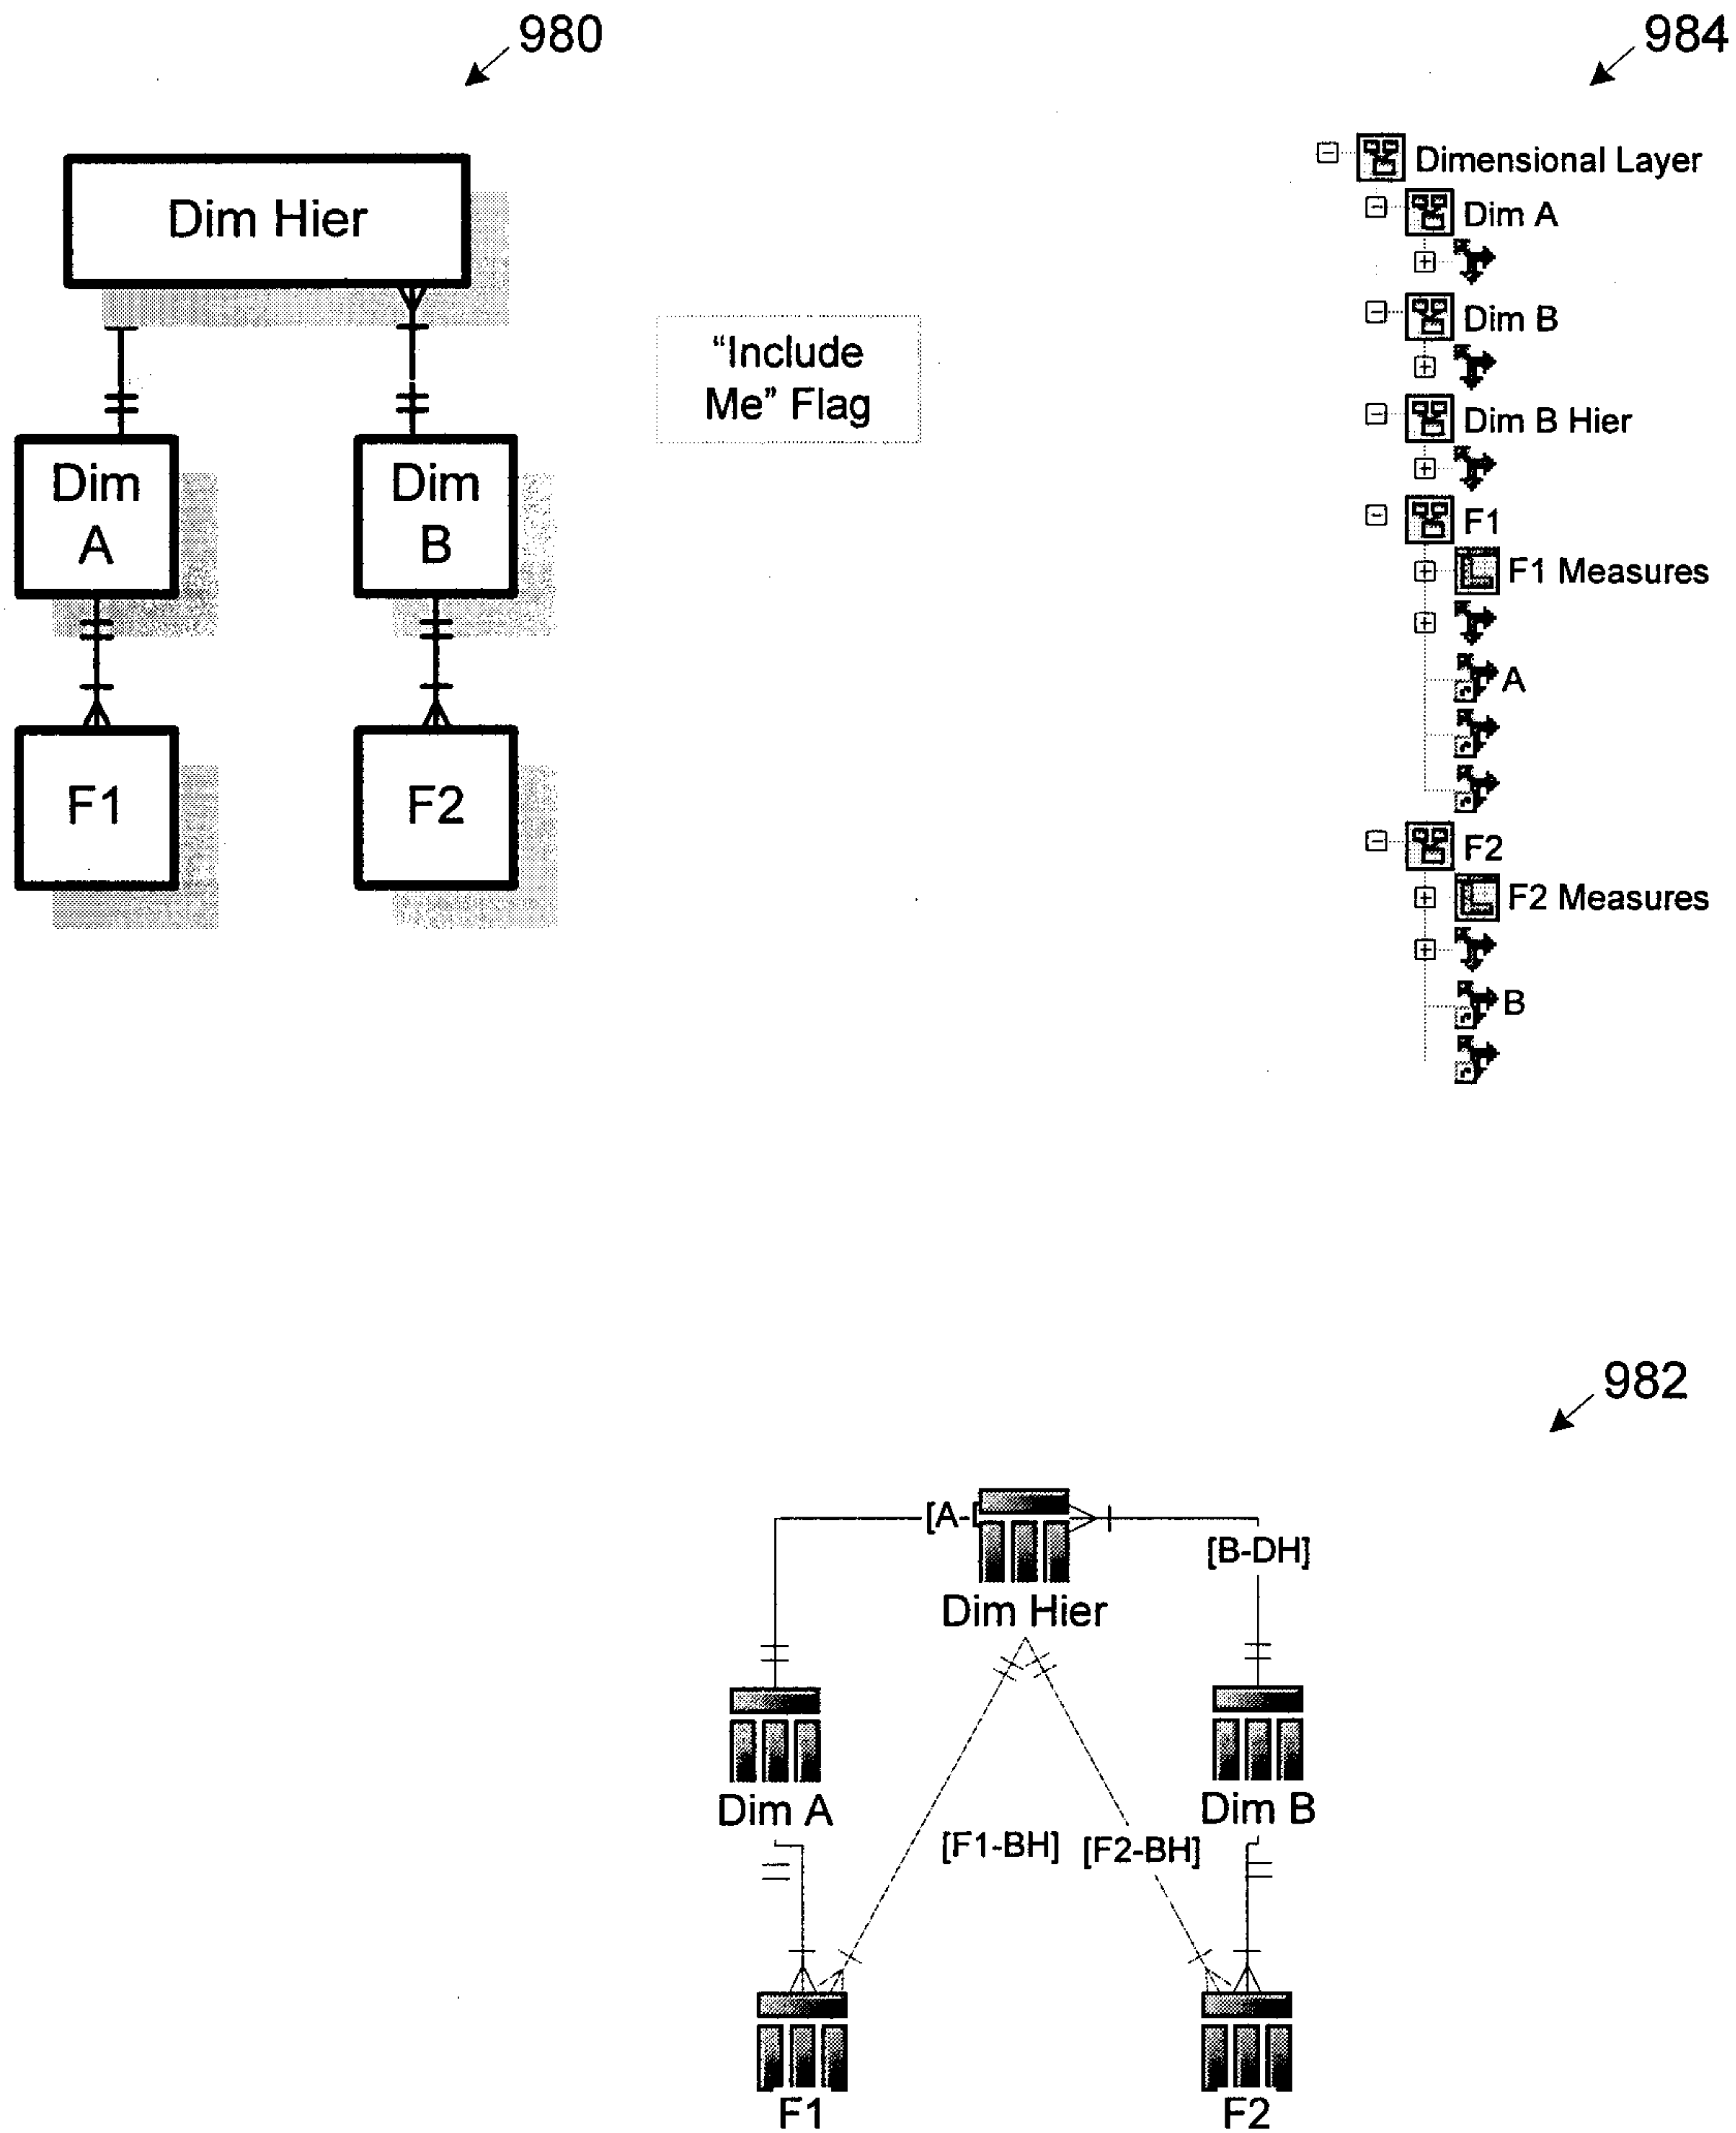 980
Dim Hier
"Include
Me" Flag
Dim
A
Dim
B
F1
F2
984
Dimensional Layer
Dim A
Dim B
Dim B Hier
F1
F1 Measures
A
F2
F2 Measures
B
982
[A-
[B-DH]
Dim Hier
Dim A
Dim B
[F1-BH]
[F2-BH]
F1
F2